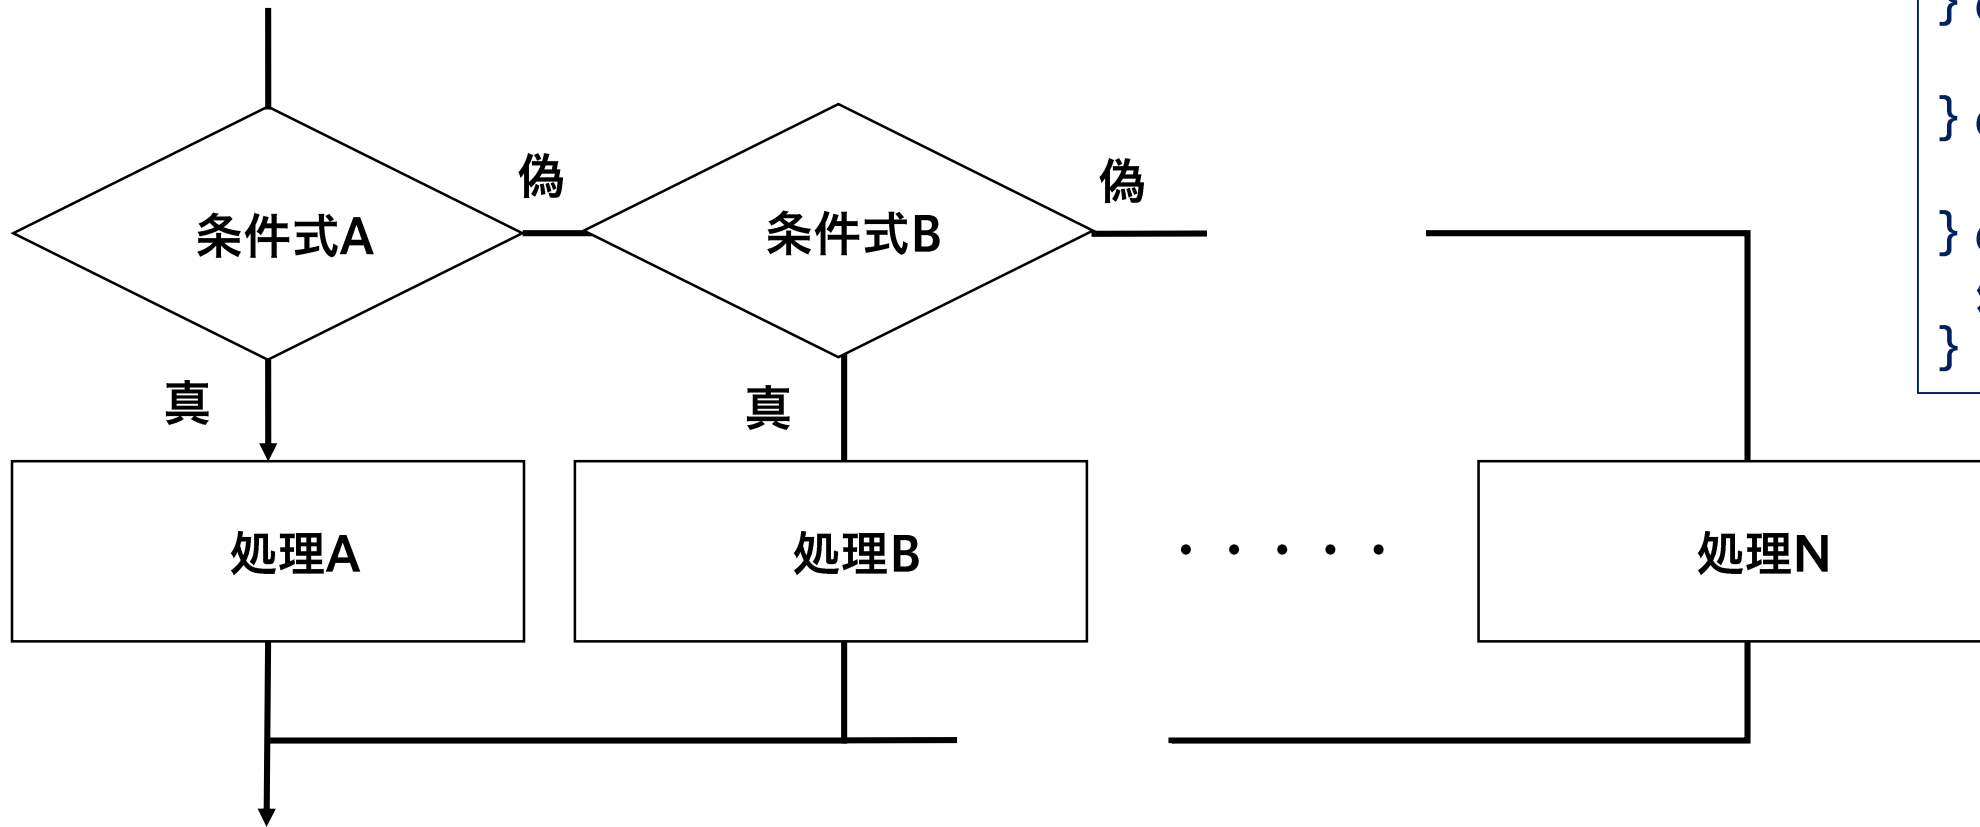 偽
偽
条件式A
条件式B
真
真
処理A
処理B
・・・・・
処理N
}
}
}
}